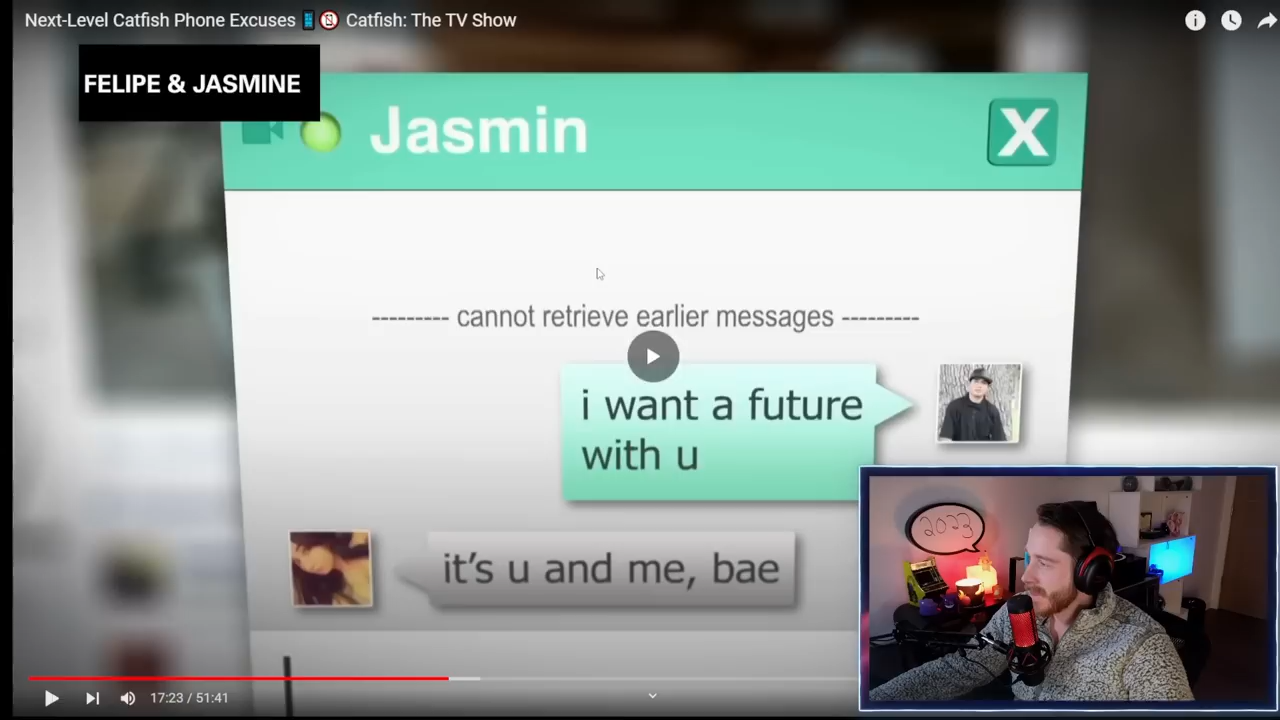 Next-Level Catfish Phone Excuses 📱📵 Catfish: The TV Show
FELIPE & JASMINE
Jasmin
X
--------- cannot retrieve earlier messages ---------
i want a future
with u
it's u and me, bae
2023
17:23 / 51:41